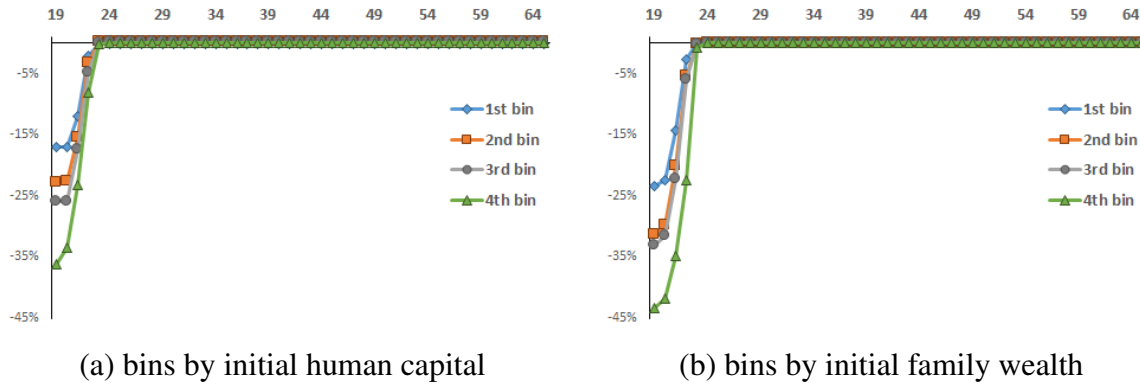 19 24 29 34 39 44 49 54 59 64
-5%
-15%
-25%
-35%
-45%
1st bin
2nd bin
3rd bin
4th bin
(a) bins by initial human capital
19 24 29 34 39 44 49 54 59 64
-5%
-15%
-25%
-35%
-45%
1st bin
2nd bin
3rd bin
4th bin
(b) bins by initial family wealth